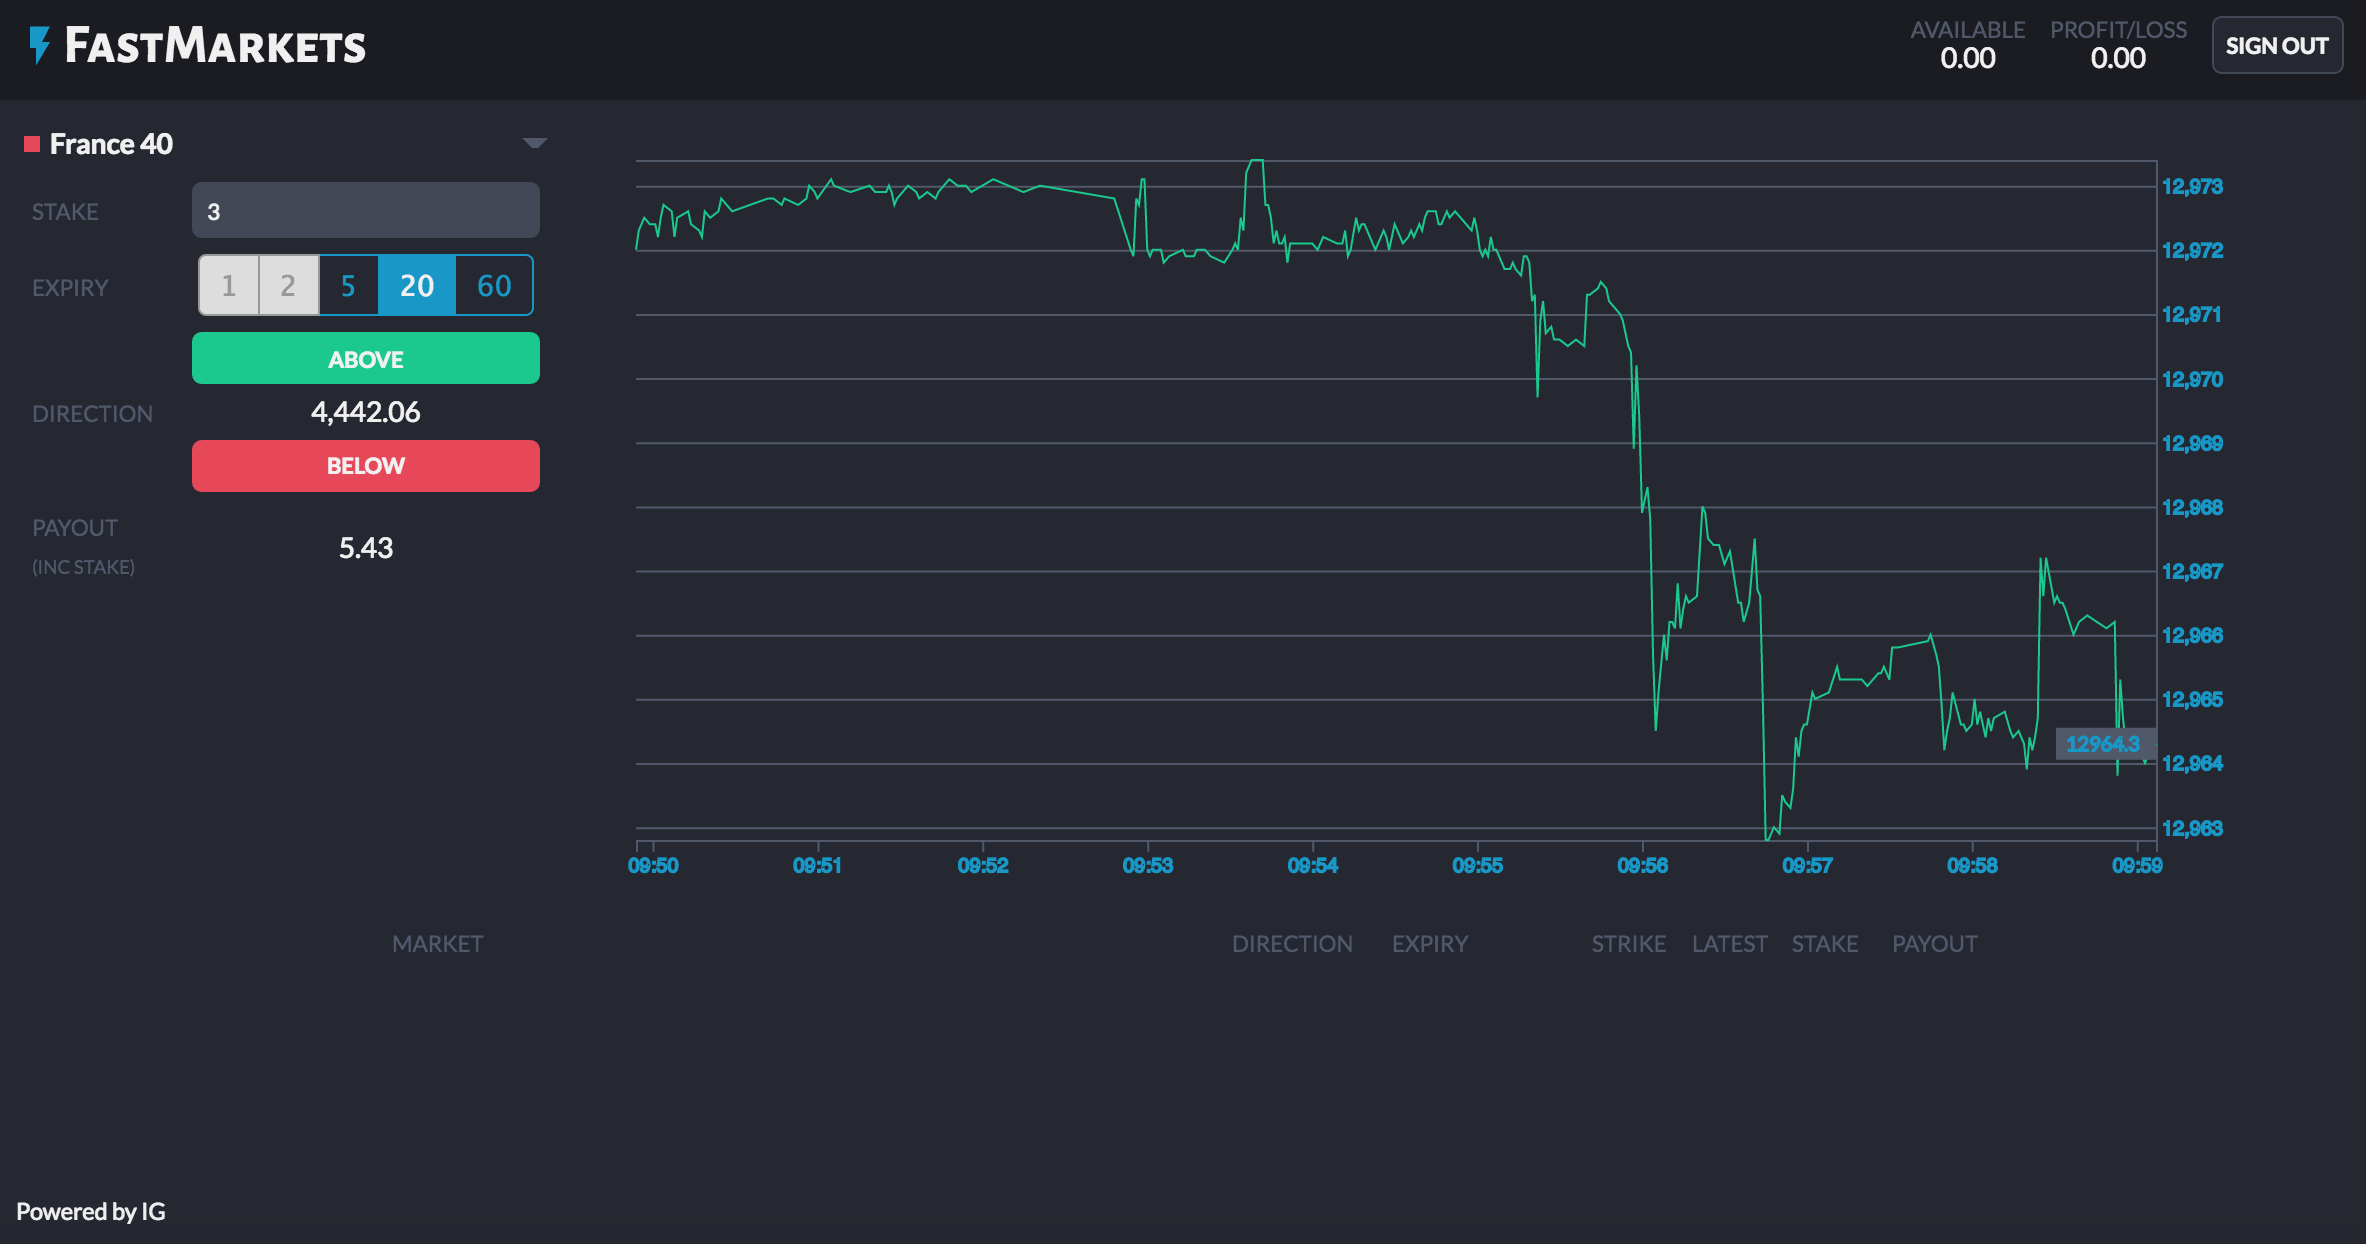 FASTMARKETS
AVAILABLE PROFIT/LOSS
0.00 0.00
SIGN OUT
France 40
STAKE 3
EXPIRY 1 2 5 20 60
ABOVE
DIRECTION 4,442.06
BELOW
PAYOUT
(INC STAKE)
5.43
12,973
12,972
12,971
12,970
12,969
12,968
12,967
12,966
12,965
12964.3
12,964
12,963
09:50 09:51 09:52 09:53 09:54 09:55 09:56 09:57 09:58 09:59
MARKET DIRECTION EXPIRY STRIKE LATEST STAKE PAYOUT
Powered by IG